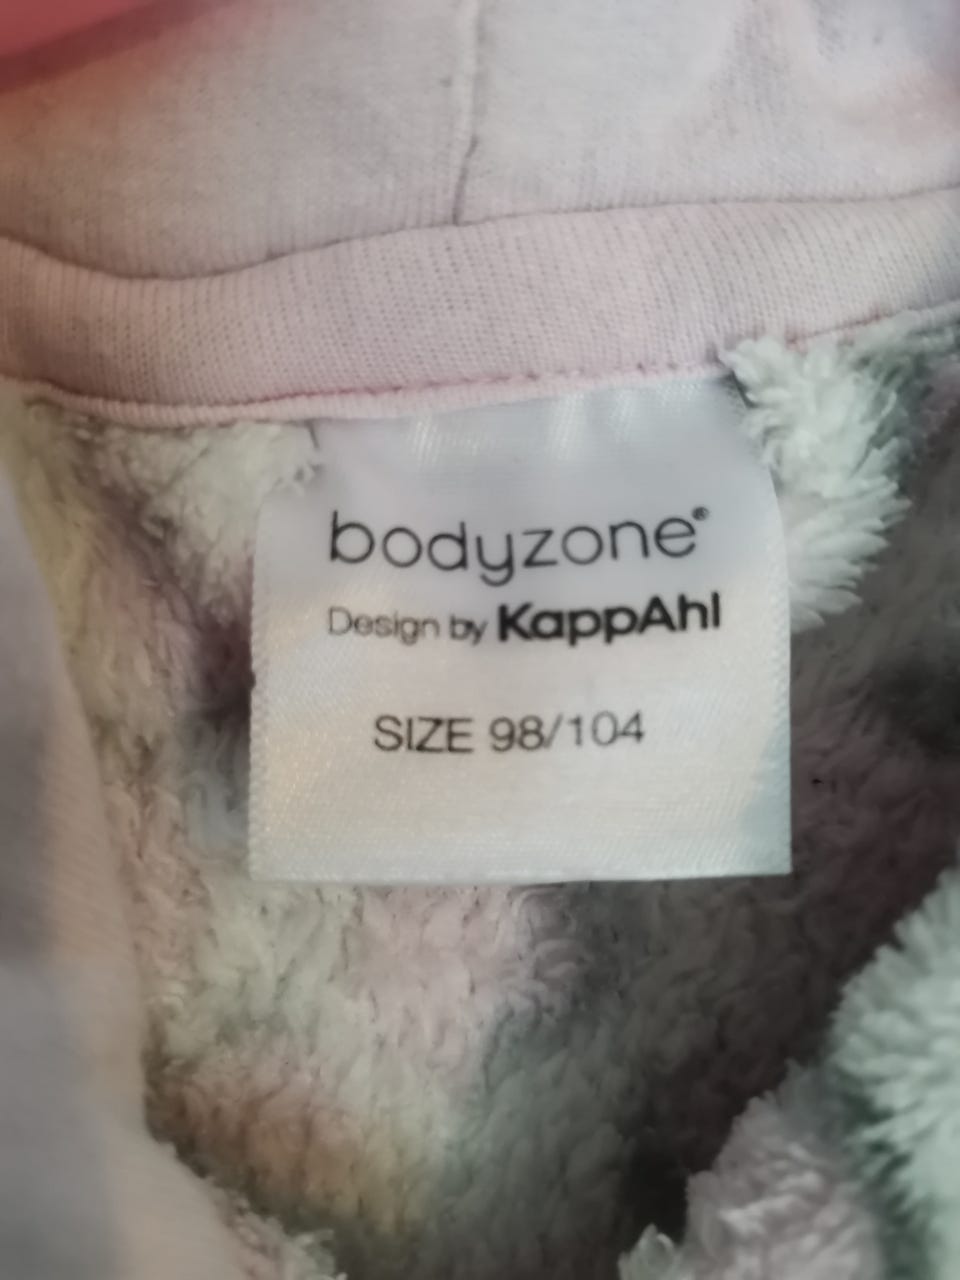 bodyzone®
Design by KappAhl
SIZE 98/104